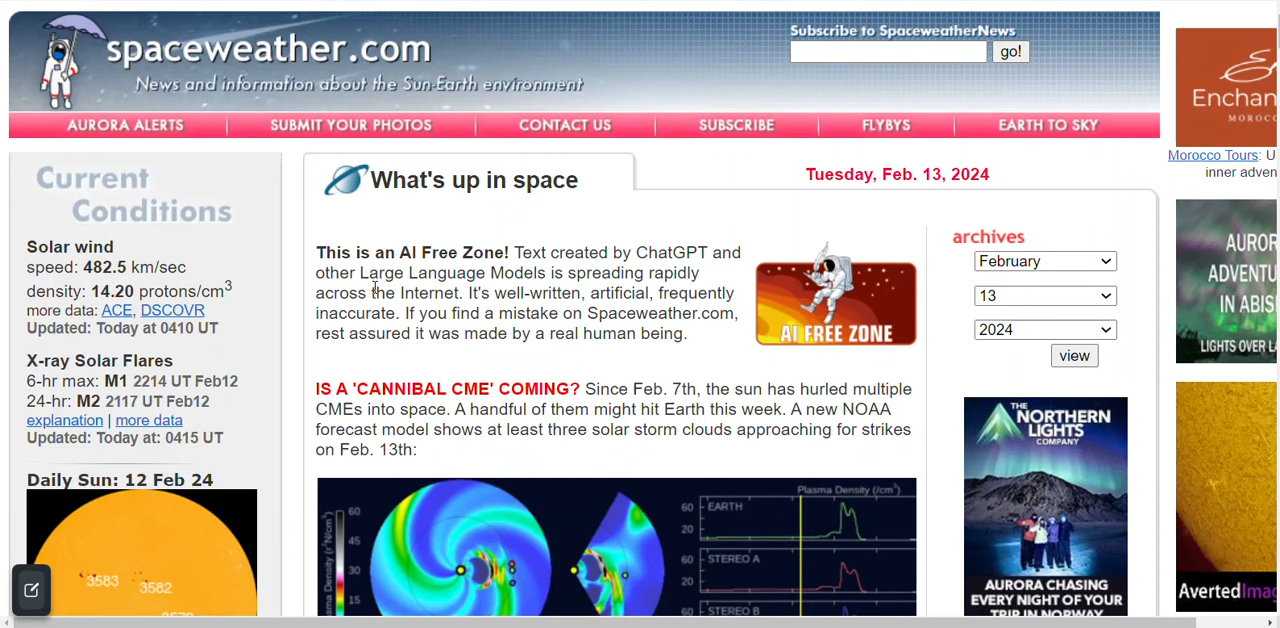 spaceweather.com
News and information about the Sun-Earth environment
Subscribe to SpaceweatherNews
go!
AURORA ALERTS
SUBMIT YOUR PHOTOS
CONTACT US
SUBSCRIBE
FLYBYS
EARTH TO SKY
Current
Conditions
Solar wind
speed: 482.5 km/sec
density: 14.20 protons/cm3
more data: ACE, DSCOVR
Updated: Today at 0410 UT
X-ray Solar Flares
6-hr max: M1 2214 UT Feb12
24-hr: M2 2117 UT Feb12
explanation | more data
Updated: Today at: 0415 UT
Daily Sun: 12 Feb 24
3583
3582
What's up in space
Tuesday, Feb. 13, 2024
This is an AI Free Zone! Text created by ChatGPT and
other Large Language Models is spreading rapidly
across the Internet. It's well-written, artificial, frequently
inaccurate. If you find a mistake on Spaceweather.com,
rest assured it was made by a real human being.
AI FREE ZONE
IS A 'CANNIBAL CME' COMING? Since Feb. 7th, the sun has hurled multiple
CMEs into space. A handful of them might hit Earth this week. A new NOAA
forecast model shows at least three solar storm clouds approaching for strikes
on Feb. 13th:
60
45
30
15
Plasma Density (/cm³)
60
EARTH
20
60
STEREO A
20
60
STEREO B
archives
February
13
2024
view
THE
NORTHERN
LIGHTS
COMPANY
AURORA CHASING
EVERY NIGHT OF YOUR
TRIP IN NORWAY
Enchan
MOROCC
Morocco Tours: U
inner adven
AUROR
ADVENTU
IN ABIS
LIGHTS OVER LA
AvertedImag